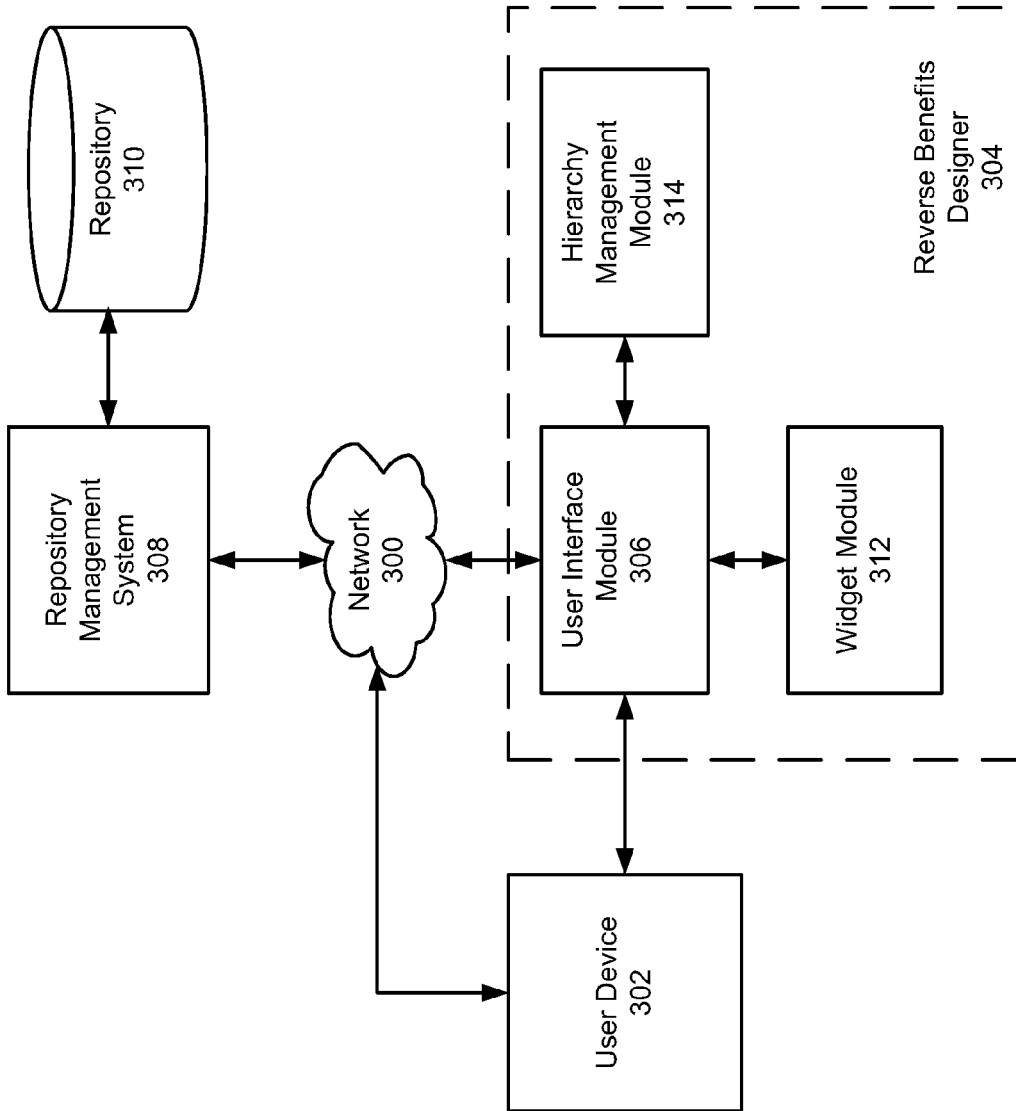 Repository
Management
System
308
Repository
310
Network
300
User Device
302
User Interface
Module
306
Hierarchy
Management
Module
314
Widget Module
312
Reverse Benefits
Designer
304